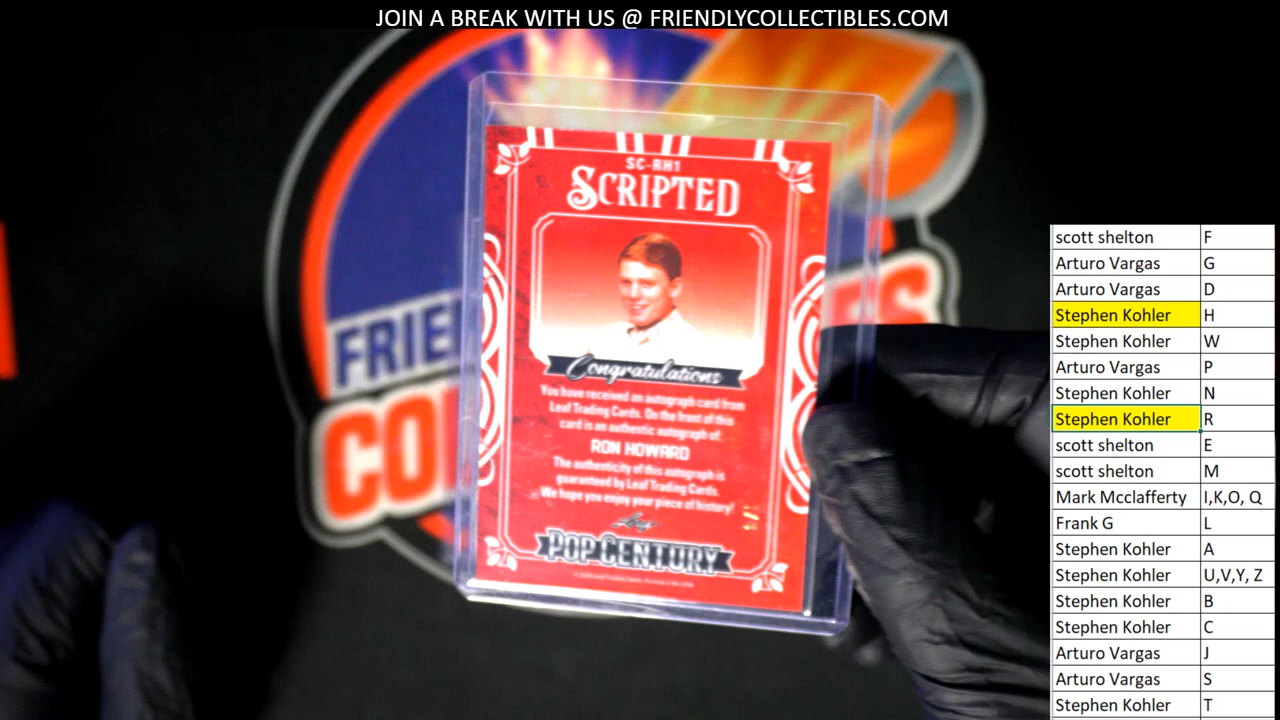 JOIN A BREAK WITH US @ FRIENDLYCOLLECTIBLES.COM
SC-RH1
SCRIPTED
Congratulations
You have received an autograph card from
Leaf Trading Cards. On the front of this
card is an authentic autograph of:
RON HOWARD
The authenticity of this autograph is
guaranteed by Leaf Trading Cards.
We hope you enjoy your piece of history!
Leaf
POP CENTURY
FRIE
CO
ES
scott shelton F
Arturo Vargas G
Arturo Vargas D
Stephen Kohler H
Stephen Kohler W
Arturo Vargas P
Stephen Kohler N
Stephen Kohler R
scott shelton E
scott shelton M
Mark Mcclafferty I,K,O, Q
Frank G L
Stephen Kohler A
Stephen Kohler U,V,Y, Z
Stephen Kohler B
Stephen Kohler C
Arturo Vargas J
Arturo Vargas S
Stephen Kohler T